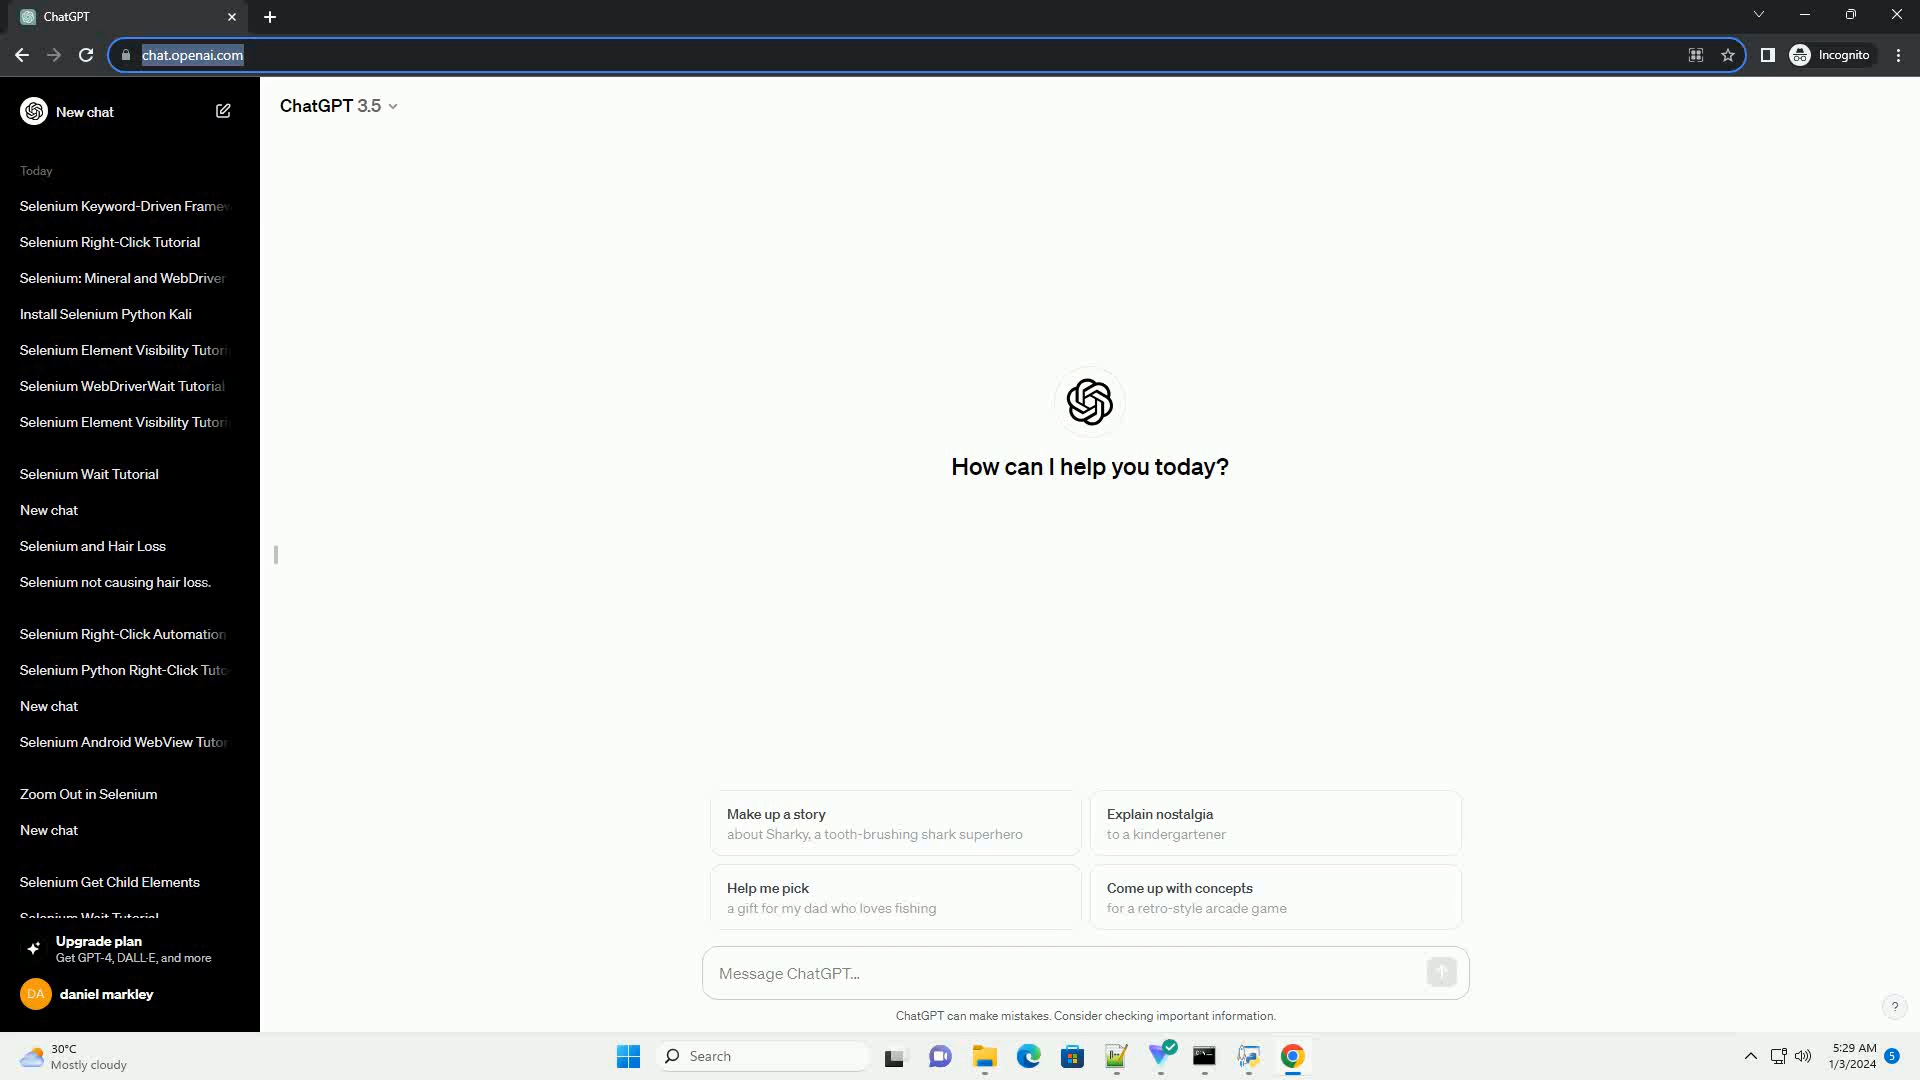 ChatGPT
chat.openai.com
Incognito
New chat
ChatGPT 3.5
Today
Selenium Keyword-Driven Framew
Selenium Right-Click Tutorial
Selenium: Mineral and WebDriver
Install Selenium Python Kali
Selenium Element Visibility Tutori
Selenium WebDriverWait Tutorial
Selenium Element Visibility Tutori
Selenium Wait Tutorial
New chat
Selenium and Hair Loss
Selenium not causing hair loss.
Selenium Right-Click Automation
Selenium Python Right-Click Tuto
New chat
Selenium Android WebView Tutor
Zoom Out in Selenium
New chat
Selenium Get Child Elements
Selenium Wait Tutorial
Upgrade plan
Get GPT-4, DALL·E, and more
DA
daniel markley
How can I help you today?
Make up a story
about Sharky, a tooth-brushing shark superhero
Explain nostalgia
to a kindergartener
Help me pick
a gift for my dad who loves fishing
Come up with concepts
for a retro-style arcade game
Message ChatGPT...
ChatGPT can make mistakes. Consider checking important information.
?
30°C
Mostly cloudy
Search
5:29 AM
1/3/2024
5